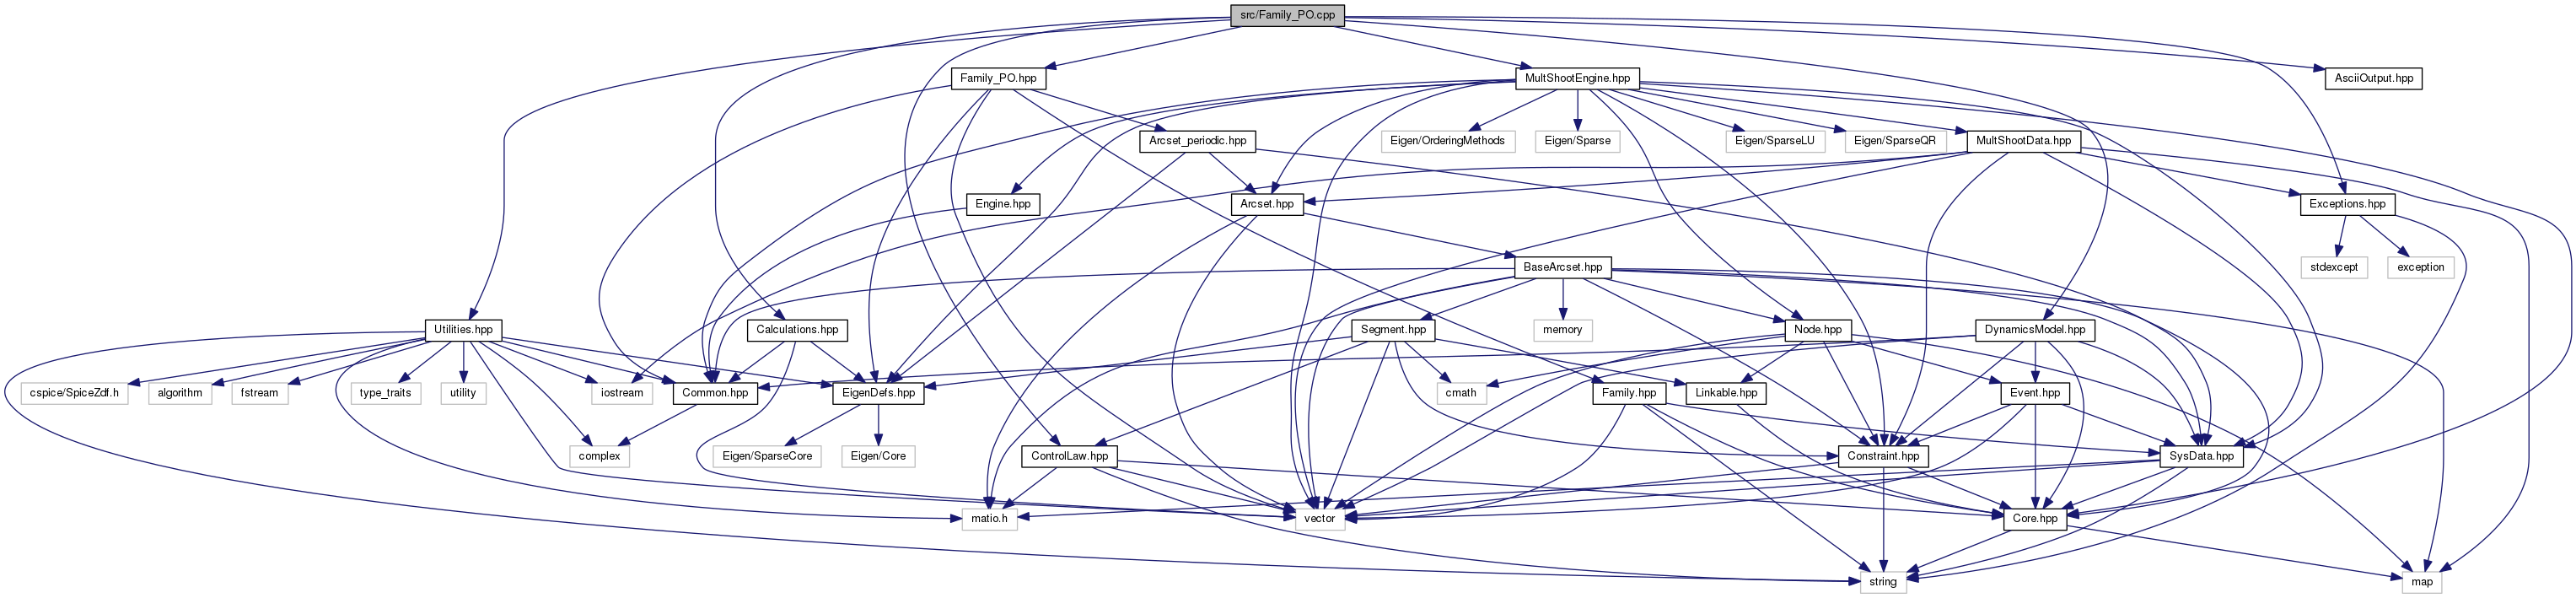 src/Family_PO.cpp
Family_PO.hpp
MultShootEngine.hpp
AsciiOutput.hpp
Arcset_periodic.hpp
Eigen/OrderingMethods
Eigen/Sparse
Eigen/SparseLU
Eigen/SparseQR
MultShootData.hpp
Engine.hpp
Arcset.hpp
Exceptions.hpp
BaseArcset.hpp
stdexcept
exception
Utilities.hpp
Calculations.hpp
Segment.hpp
memory
Node.hpp
DynamicsModel.hpp
cspice/SpiceZdf.h
algorithm
fstream
type_traits
utility
iostream
Common.hpp
EigenDefs.hpp
cmath
Family.hpp
Linkable.hpp
Event.hpp
complex
Eigen/SparseCore
Eigen/Core
ControlLaw.hpp
Constraint.hpp
SysData.hpp
matio.h
vector
Core.hpp
string
map